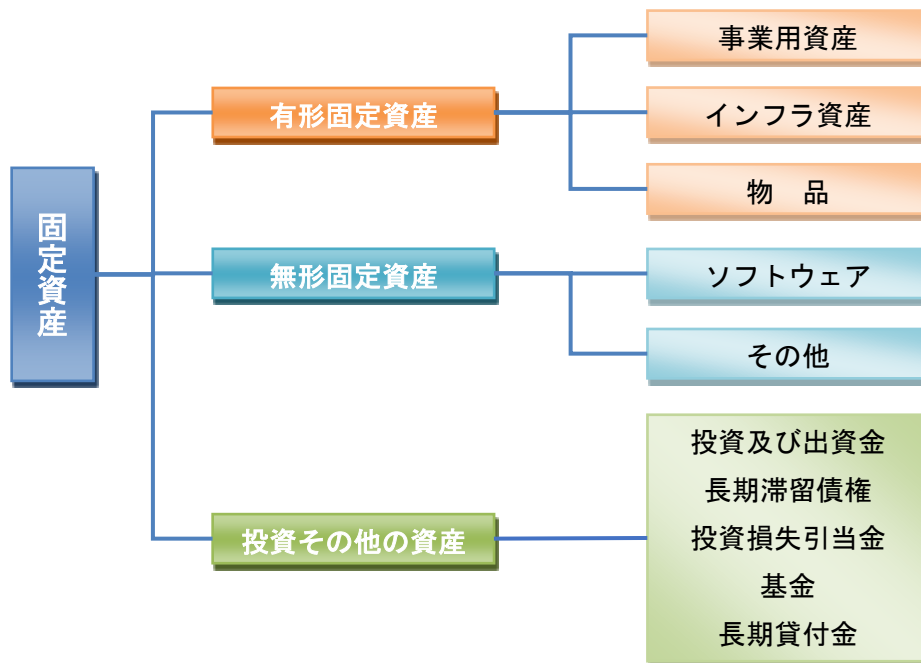 固定資産
有形固定資産
事業用資産
インフラ資産
物　品
無形固定資産
ソフトウェア
その他
投資その他の資産
投資及び出資金
長期滞留債権
投資損失引当金
基金
長期貸付金